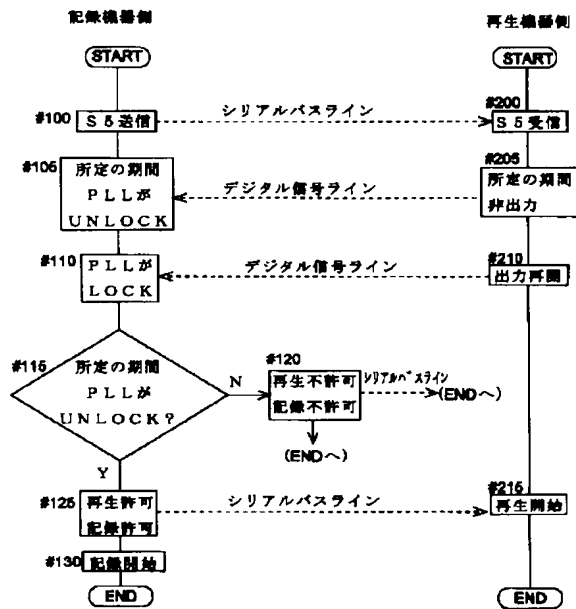 記録機器側
再生機器側
START
START
#100
S5送信
シリアルバスライン
#200
S5受信
#105
所定の期間
PLLが
UNLOCK
デジタル信号ライン
#205
所定の期間
非出力
#110
PLLが
LOCK
デジタル信号ライン
#210
出力再開
#115
所定の期間
PLLが
UNLOCK?
N
#120
再生不許可
記録不許可
シリアルバスライン
(ENDへ)
(ENDへ)
Y
#125
再生許可
記録許可
シリアルバスライン
#215
再生開始
#130
記録開始
END
END